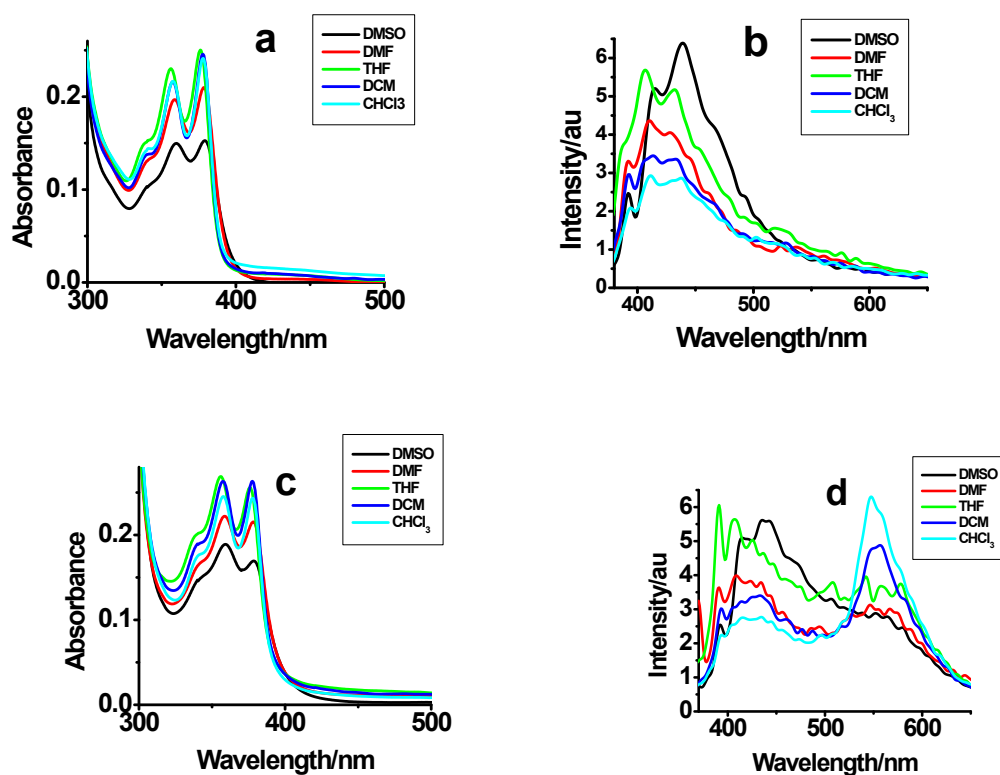 a
DMSO
DMF
THF
DCM
CHCl3
0.2
0.1
0.0
300
400
500
Absorbance
Wavelength/nm
b
DMSO
DMF
THF
DCM
CHCl₃
6
5
4
3
2
1
0
400
500
600
Intensity/au
Wavelength/nm
c
DMSO
DMF
THF
DCM
CHCl₃
0.2
0.1
0.0
300
400
500
Absorbance
Wavelength/nm
d
DMSO
DMF
THF
DCM
CHCl₃
6
5
4
3
2
1
0
400
500
600
Intensity/au
Wavelength/nm